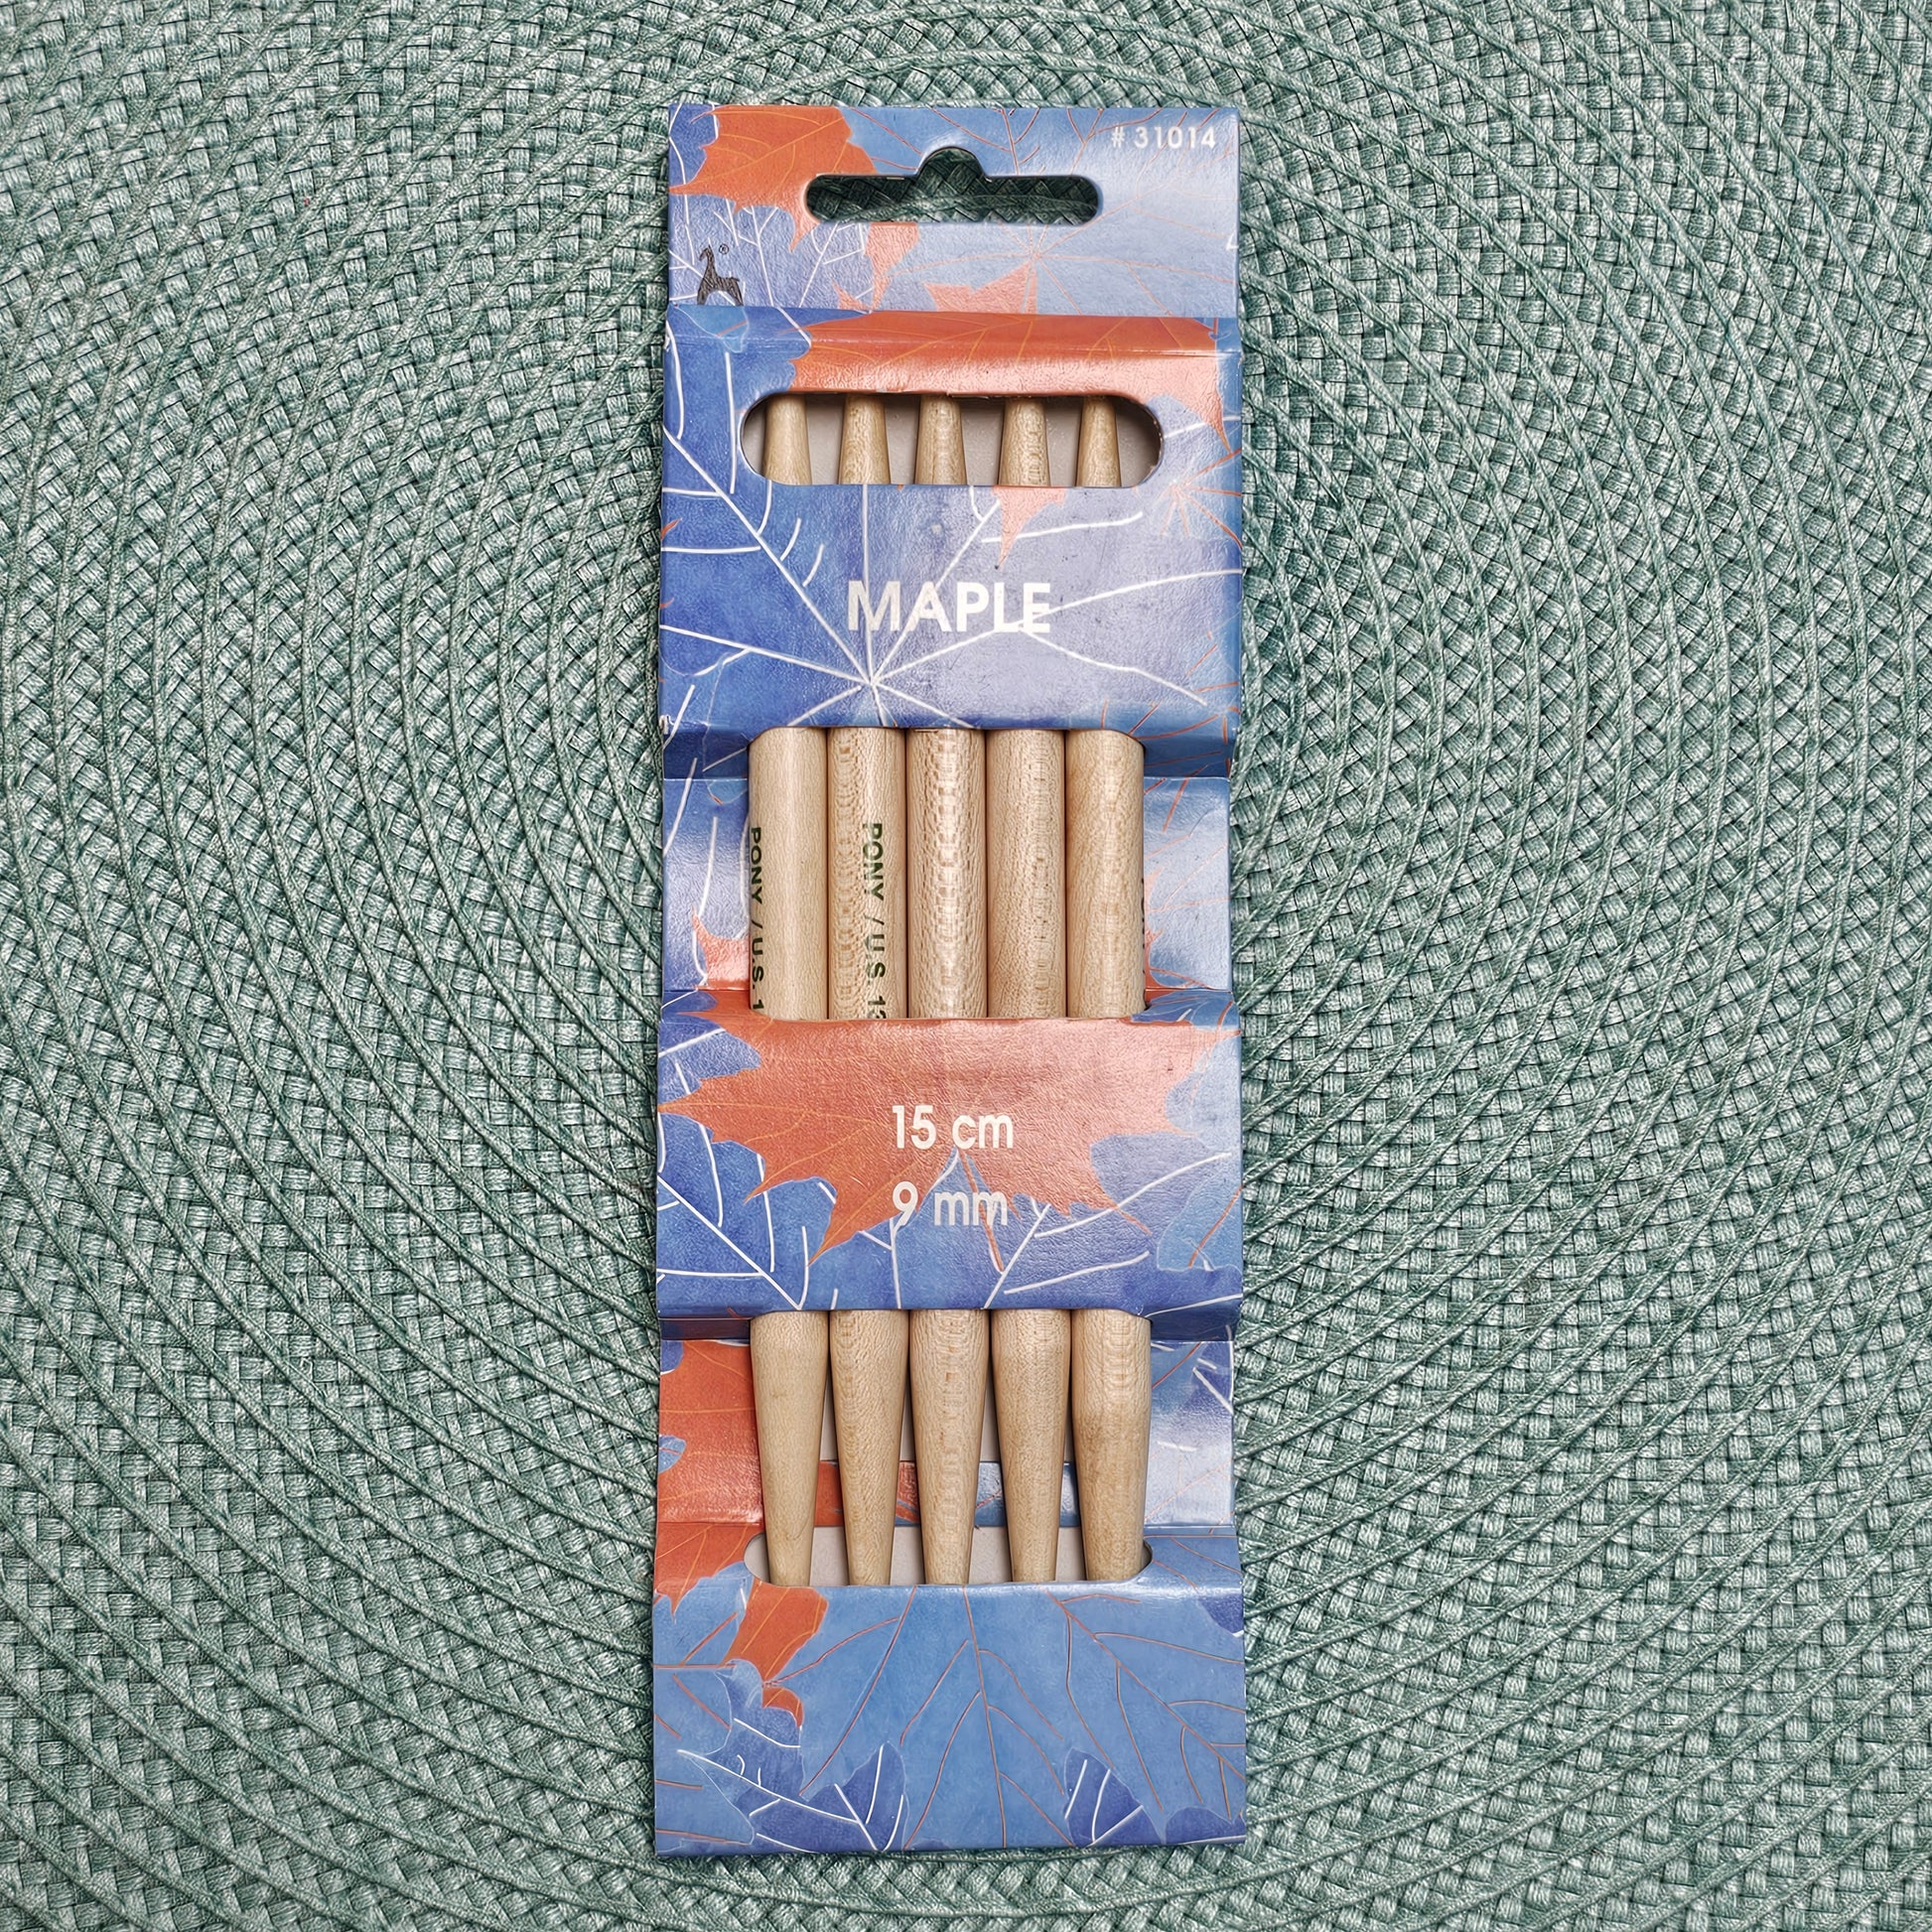 # 31014
®
MAPLE
PONY / U.S. 1
PONY / U.S. 13
15 cm
9 mm